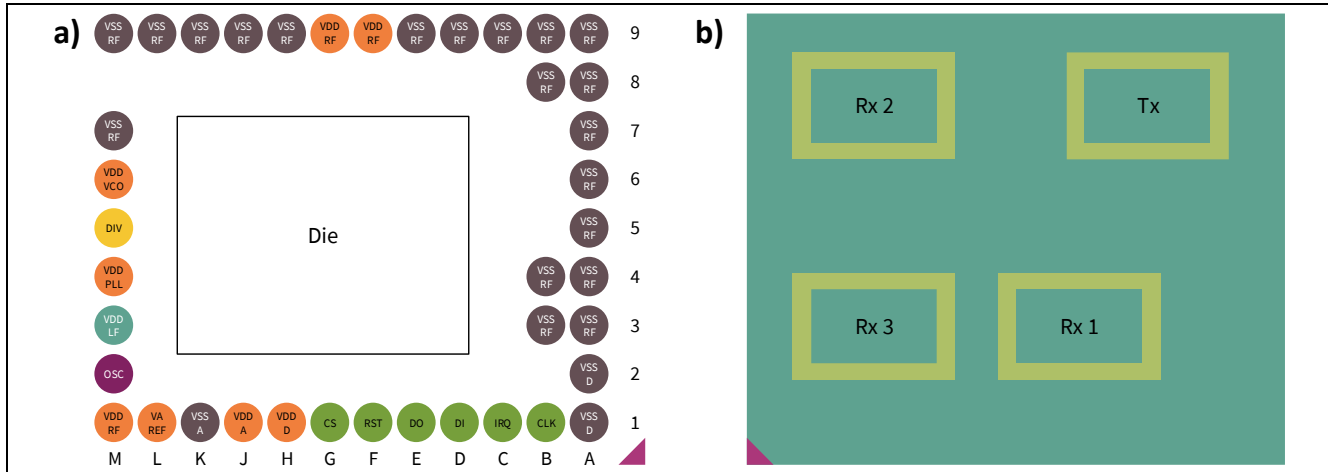 a)
VSS RF VSS RF VSS RF VSS RF VSS RF VDD RF VDD RF VSS RF VSS RF VSS RF VSS RF VSS RF 9
VSS RF VSS RF 8
VSS RF VSS RF 7
VDD VCO VSS RF 6
DIV VSS RF 5
Die
VDD PLL VSS RF VSS RF 4
VDD LF VSS RF VSS RF 3
OSC VSS D 2
VDD RF VA REF VSS A VDD A VDD D CS RST DO DI IRQ CLK VSS D 1
M L K J H G F E D C B A
b)
Rx 2 Tx
Rx 3 Rx 1